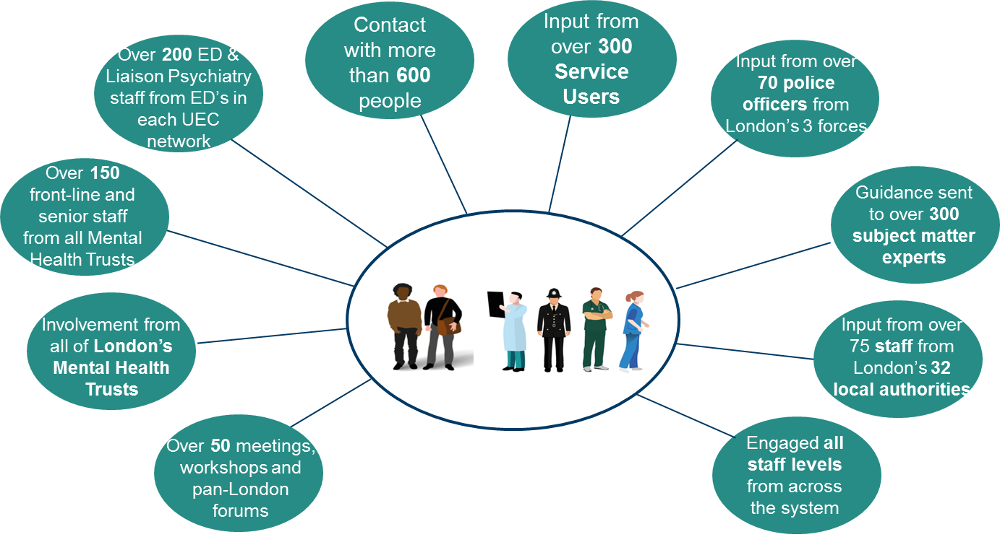 Contact
with more
than 600
people
Input from
over 300
Service
Users
Over 200 ED &
Liaison Psychiatry
staff from ED’s in
each UEC
network
Input from over
70 police
officers from
London’s 3 forces
Over 150
front-line and
senior staff
from all Mental
Health Trusts
Guidance sent
to over 300
subject matter
experts
Involvement from
all of London’s
Mental Health
Trusts
Input from over
75 staff from
London’s 32
local authorities
Over 50 meetings,
workshops and
pan-London
forums
Engaged all
staff levels
from across
the system